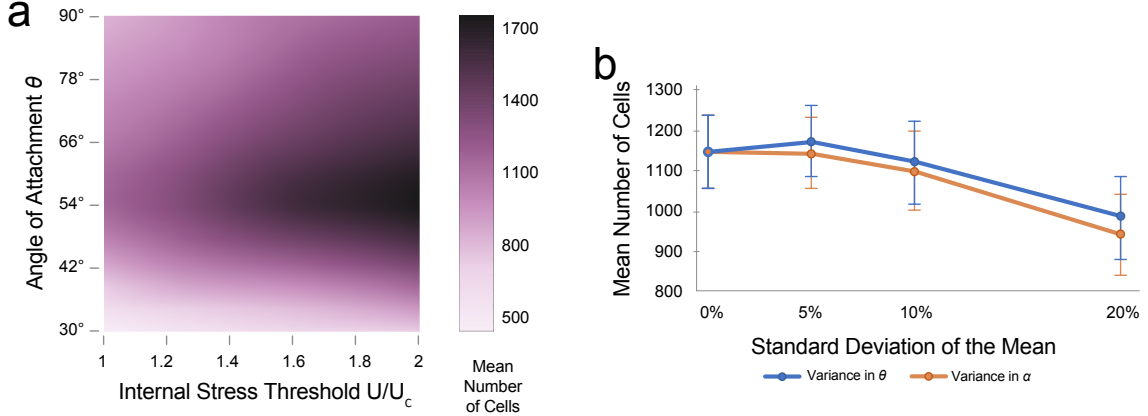 a
90°
78°
66°
54°
42°
30°
Angle of Attachment θ
1
1.2
1.4
1.6
1.8
2
Internal Stress Threshold U/Uc
1700
1400
1100
800
500
Mean
Number
of Cells
b
1300
1200
1100
1000
900
800
Mean Number of Cells
0%
5%
10%
20%
Standard Deviation of the Mean
Variance in θ
Variance in α